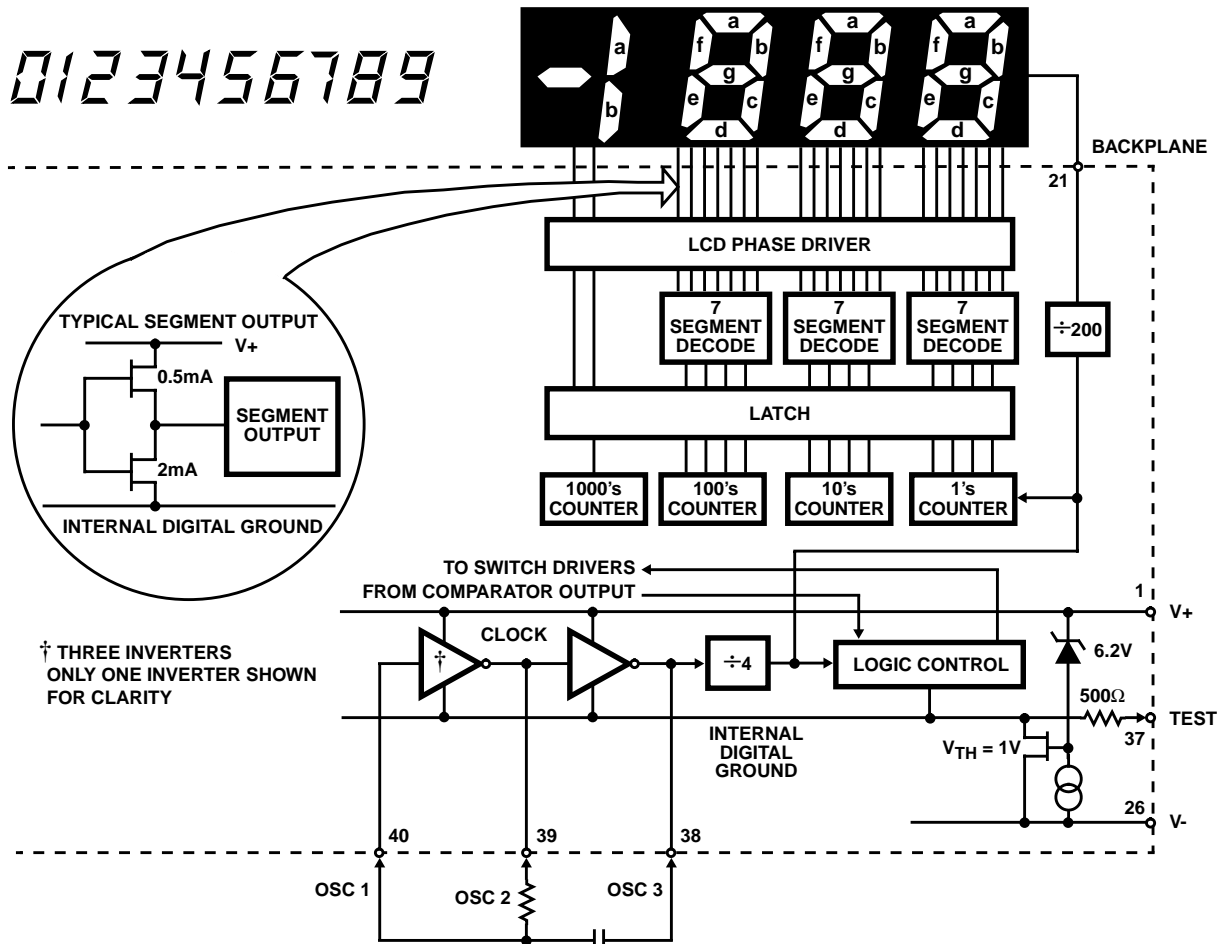 0123456789
a
b
a
f
b
g
e
c
d
a
f
b
g
e
c
d
a
f
b
g
e
c
d
BACKPLANE
21
LCD PHASE DRIVER
TYPICAL SEGMENT OUTPUT
V+
0.5mA
SEGMENT
OUTPUT
2mA
INTERNAL DIGITAL GROUND
7
SEGMENT
DECODE
7
SEGMENT
DECODE
7
SEGMENT
DECODE
÷200
LATCH
1000's
COUNTER
100's
COUNTER
10's
COUNTER
1's
COUNTER
TO SWITCH DRIVERS
FROM COMPARATOR OUTPUT
1
V+
† THREE INVERTERS
ONLY ONE INVERTER SHOWN
FOR CLARITY
†
CLOCK
÷4
LOGIC CONTROL
6.2V
500Ω
TEST
37
INTERNAL
DIGITAL
GROUND
VTH = 1V
26
V-
40
39
38
OSC 1
OSC 2
OSC 3